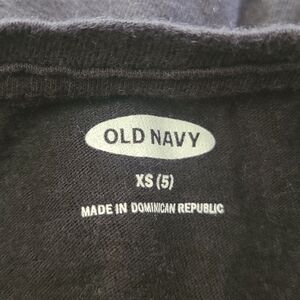 OLD NAVY
XS (5)
MADE IN DOMINICAN REPUBLIC